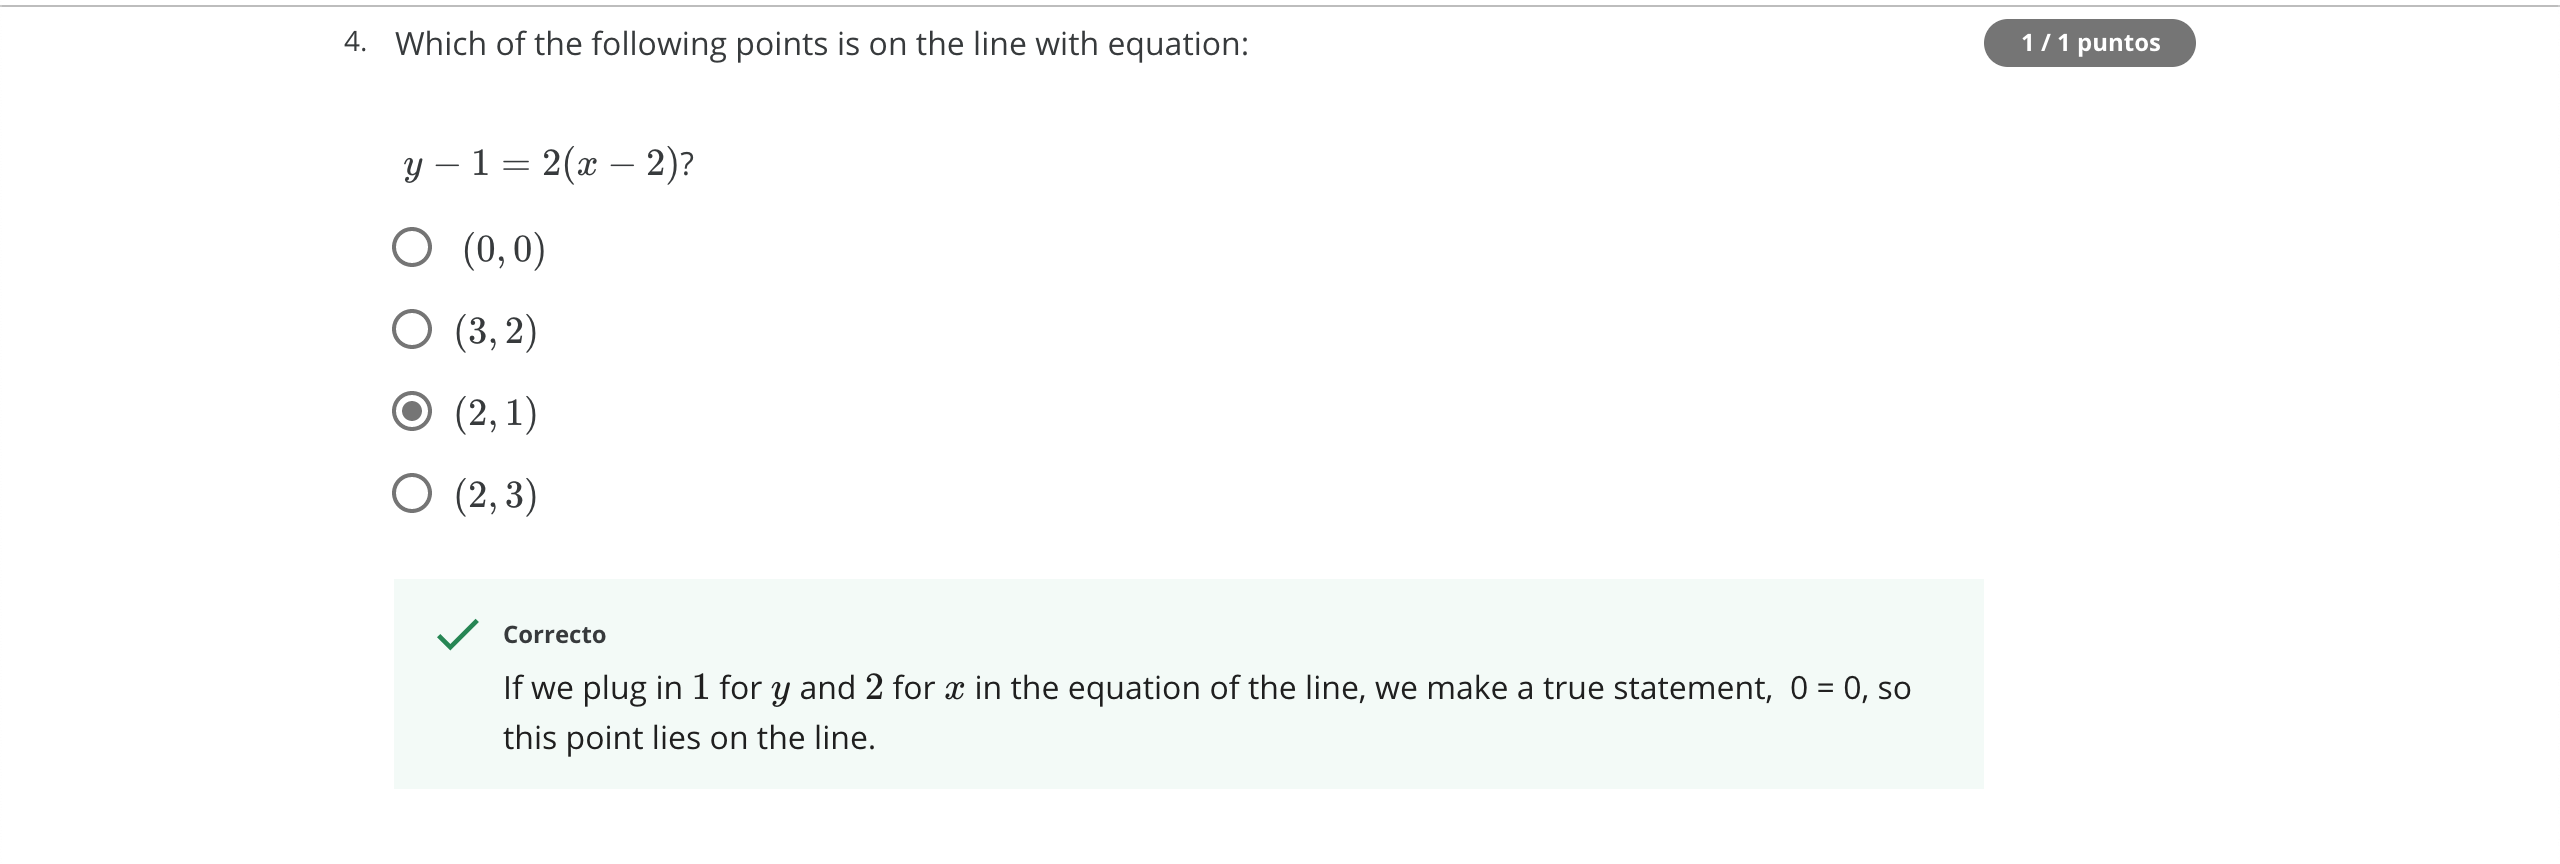 4. Which of the following points is on the line with equation:
1 / 1 puntos
y − 1 = 2(x − 2)?
(0, 0)
(3, 2)
(2, 1)
(2, 3)
Correcto
If we plug in 1 for y and 2 for x in the equation of the line, we make a true statement, 0 = 0, so
this point lies on the line.